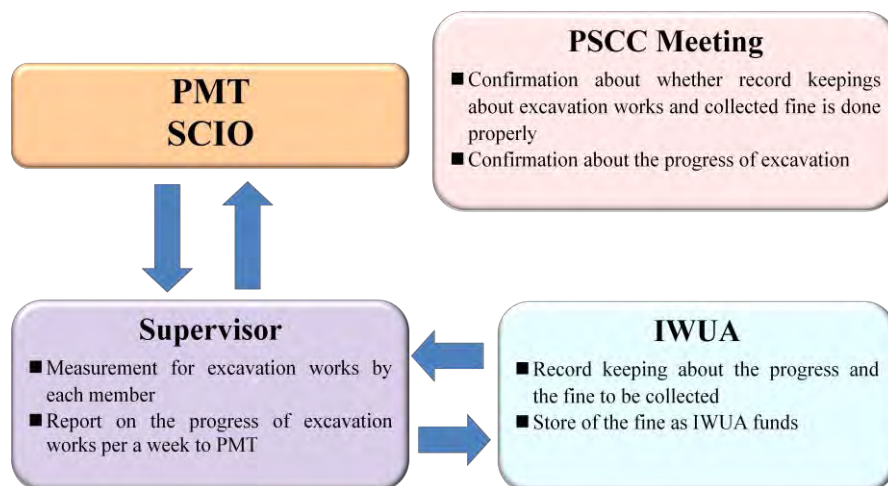 PMT
SCIO
PSCC Meeting
■ Confirmation about whether record keepings
about excavation works and collected fine is done
properly
■ Confirmation about the progress of excavation
Supervisor
■ Measurement for excavation works by
each member
■ Report on the progress of excavation
works per a week to PMT
IWUA
■ Record keeping about the progress and
the fine to be collected
■ Store of the fine as IWUA funds